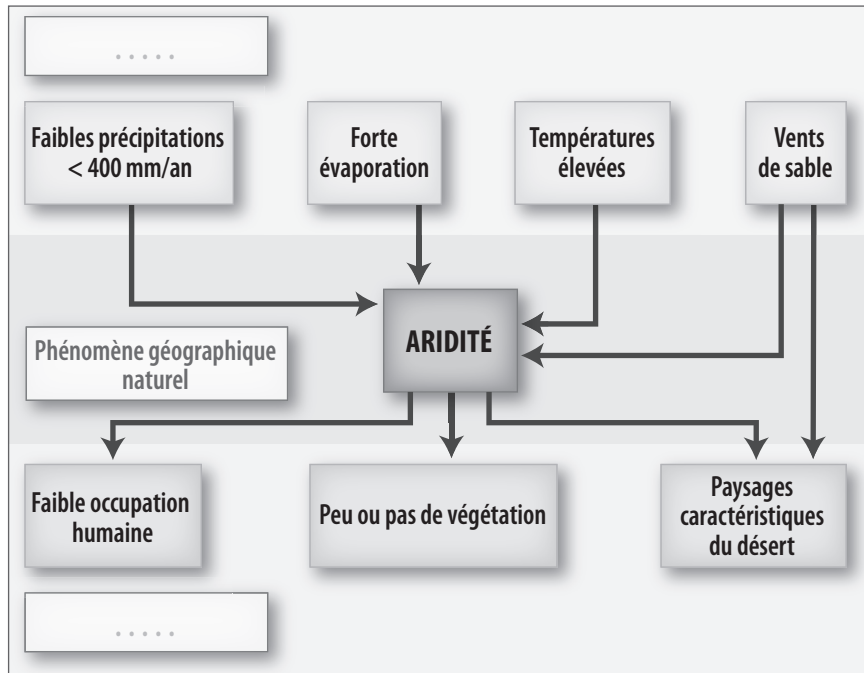 .....
Faibles précipitations
< 400 mm/an
Forte
évaporation
Températures
élevées
Vents
de sable
ARIDITÉ
Phénomène géographique
naturel
Faible occupation
humaine
Peu ou pas de végétation
Paysages
caractéristiques
du désert
.....